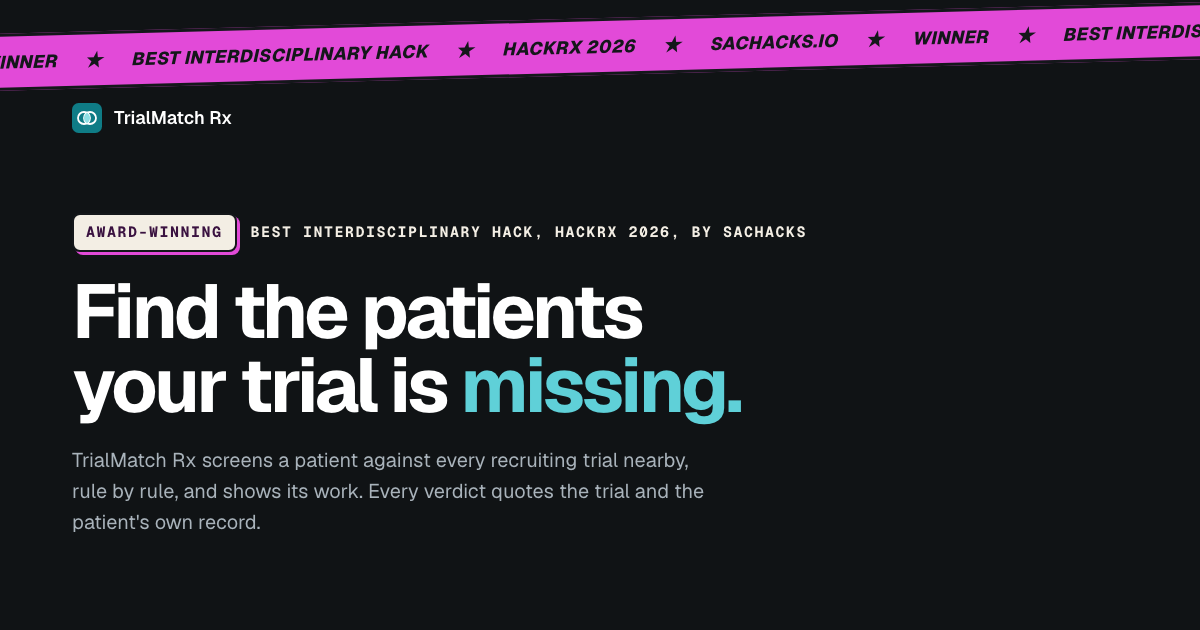 INNER ★ BEST INTERDISCIPLINARY HACK ★ HACKRX 2026 ★ SACHACKS.IO ★ WINNER ★ BEST INTERDIS
TrialMatch Rx
AWARD-WINNING BEST INTERDISCIPLINARY HACK, HACKRX 2026, BY SACHACKS
Find the patients
your trial is missing.
TrialMatch Rx screens a patient against every recruiting trial nearby,
rule by rule, and shows its work. Every verdict quotes the trial and the
patient's own record.